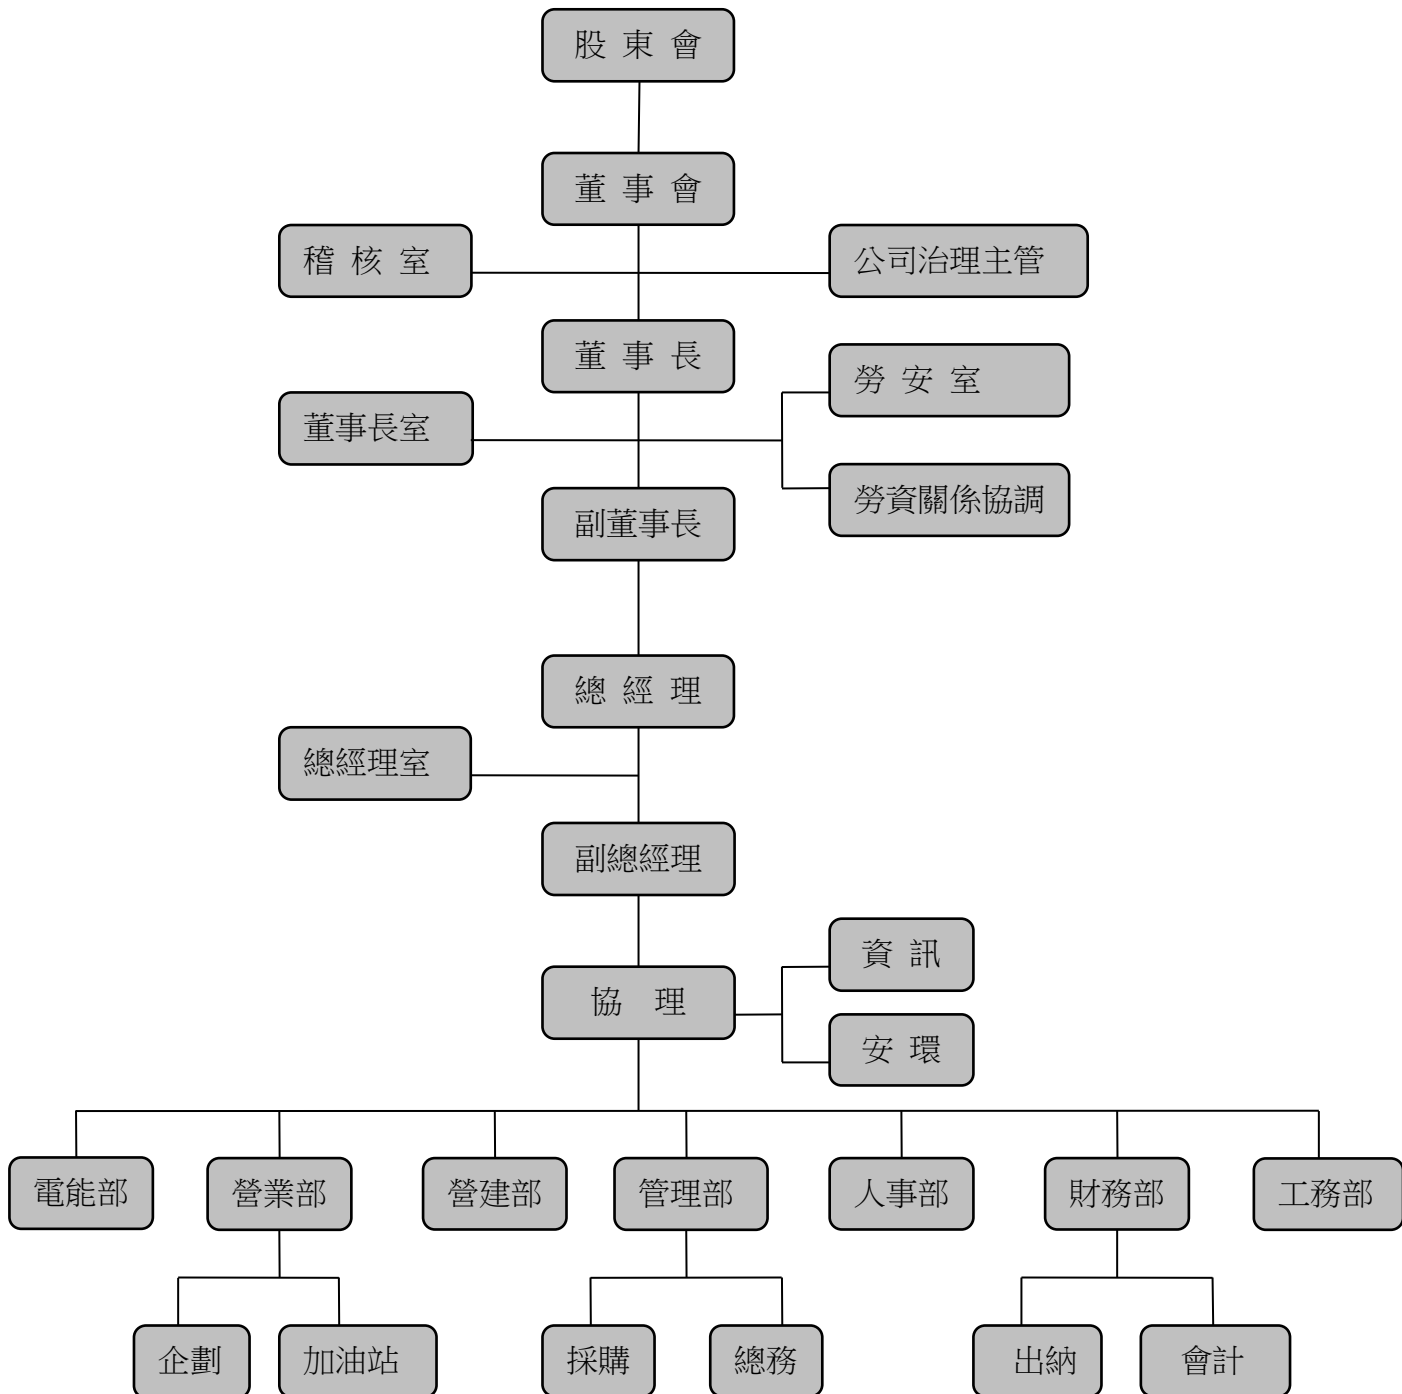 股 東 會
董 事 會
稽 核 室
公司治理主管
董 事 長
勞 安 室
董事長室
勞資關係協調
副董事長
總 經 理
總經理室
副總經理
資 訊
協 理
安 環
電能部
營業部
營建部
管理部
人事部
財務部
工務部
企劃
加油站
採購
總務
出納
會計